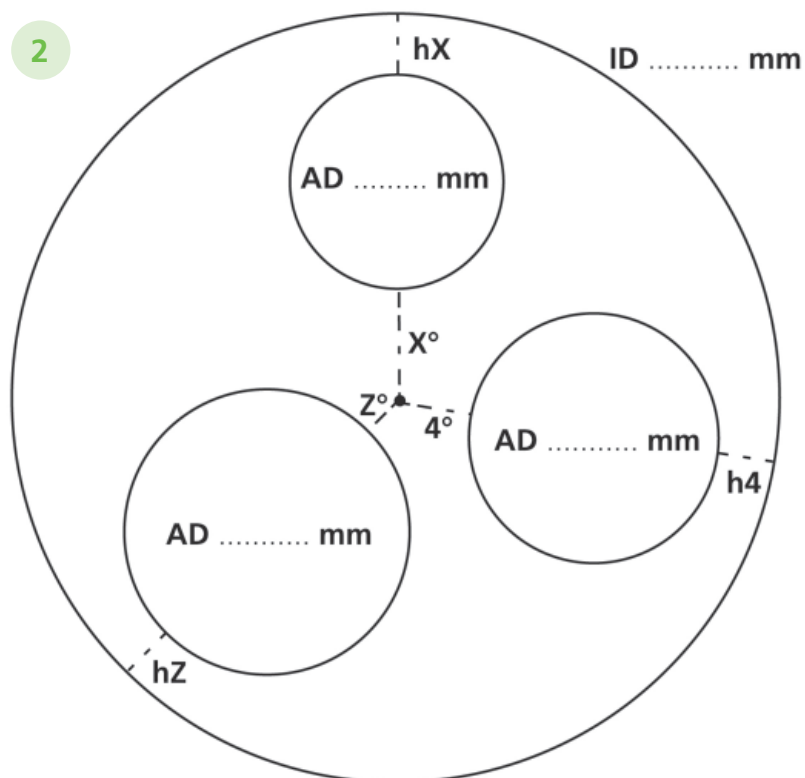 2
hX
ID ........... mm
AD ......... mm
X°
Z°
4°
AD ........... mm
h4
AD ........... mm
hZ